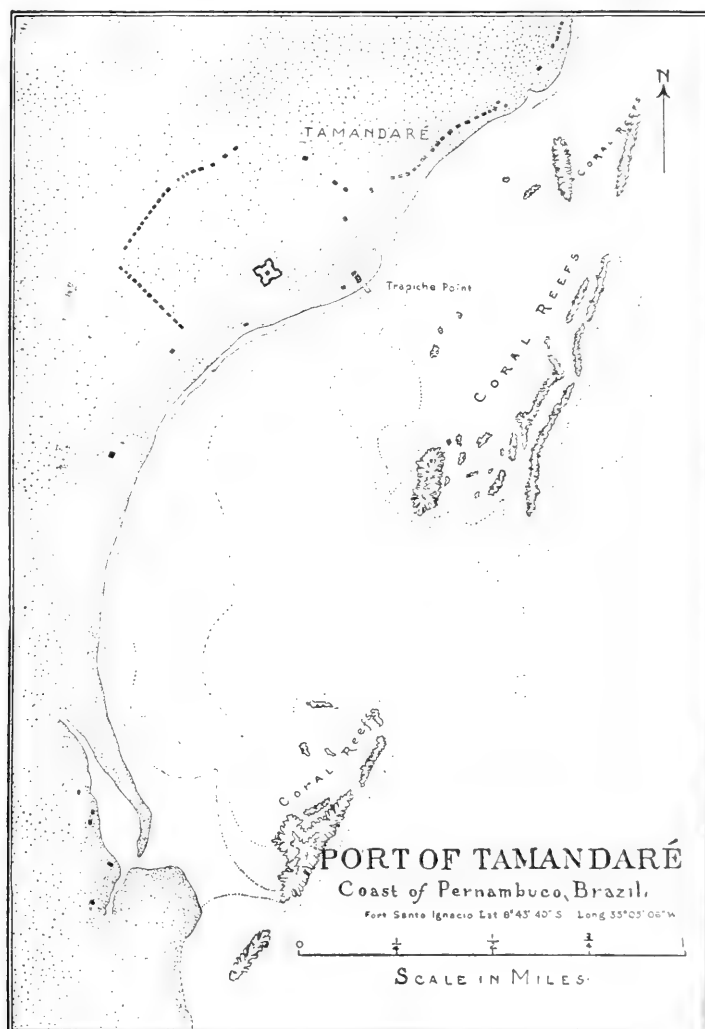 N
TAMANDARÉ
CORAL REEFS
Trapiche Point
CORAL REEFS
CORAL REEFS
PORT OF TAMANDARÉ
Coast of Pernambuco, Brazil.
Fort Santo Ignacio Lat 8°43'40" S Long 35°05'06" W
0 1/4 1/2 3/4 1
SCALE IN MILES.